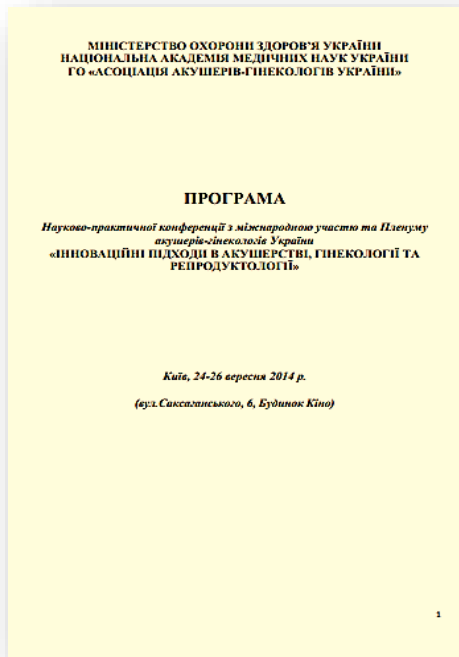 МІНІСТЕРСТВО ОХОРОНИ ЗДОРОВ'Я УКРАЇНИ
НАЦІОНАЛЬНА АКАДЕМІЯ МЕДИЧНИХ НАУК УКРАЇНИ
ГО «АСОЦІАЦІЯ АКУШЕРІВ-ГІНЕКОЛОГІВ УКРАЇНИ»
ПРОГРАМА
Науково-практичної конференції з міжнародною участю та Пленуму
акушерів-гінекологів України
«ІННОВАЦІЙНІ ПІДХОДИ В АКУШЕРСТВІ, ГІНЕКОЛОГІЇ ТА
РЕПРОДУКТОЛОГІЇ»
Київ, 24-26 вересня 2014 р.
(вул.Саксаганського, 6, Будинок Кіно)
1